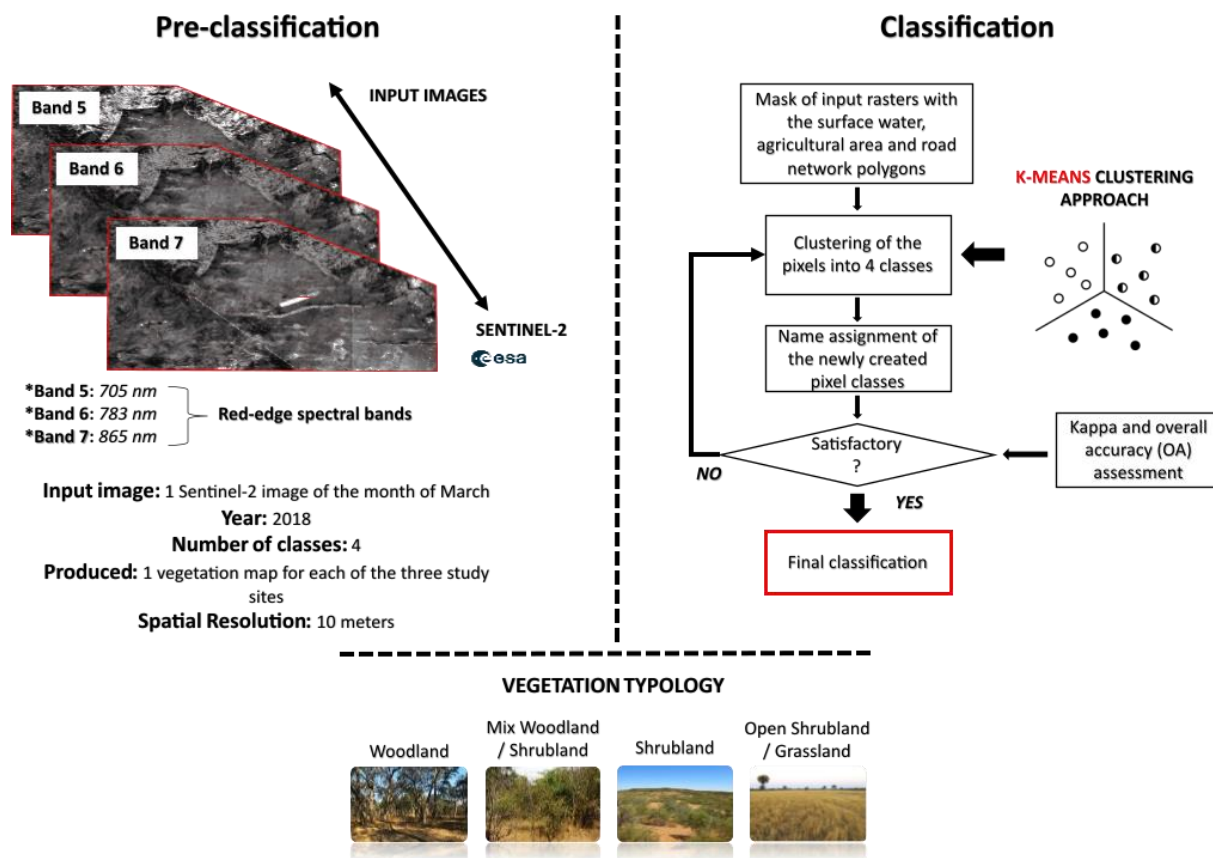 Pre-classification
INPUT IMAGES
Band 5
Band 6
Band 7
SENTINEL-2
esa
*Band 5: 705 nm
*Band 6: 783 nm
*Band 7: 865 nm
Red-edge spectral bands
Input image: 1 Sentinel-2 image of the month of March
Year: 2018
Number of classes: 4
Produced: 1 vegetation map for each of the three study
sites
Spatial Resolution: 10 meters
Classification
Mask of input rasters with
the surface water,
agricultural area and road
network polygons
K-MEANS CLUSTERING
APPROACH
Clustering of the
pixels into 4 classes
Name assignment of
the newly created
pixel classes
Satisfactory
?
NO
YES
Kappa and overall
accuracy (OA)
assessment
Final classification
VEGETATION TYPOLOGY
Woodland
Mix Woodland
/ Shrubland
Shrubland
Open Shrubland
/ Grassland